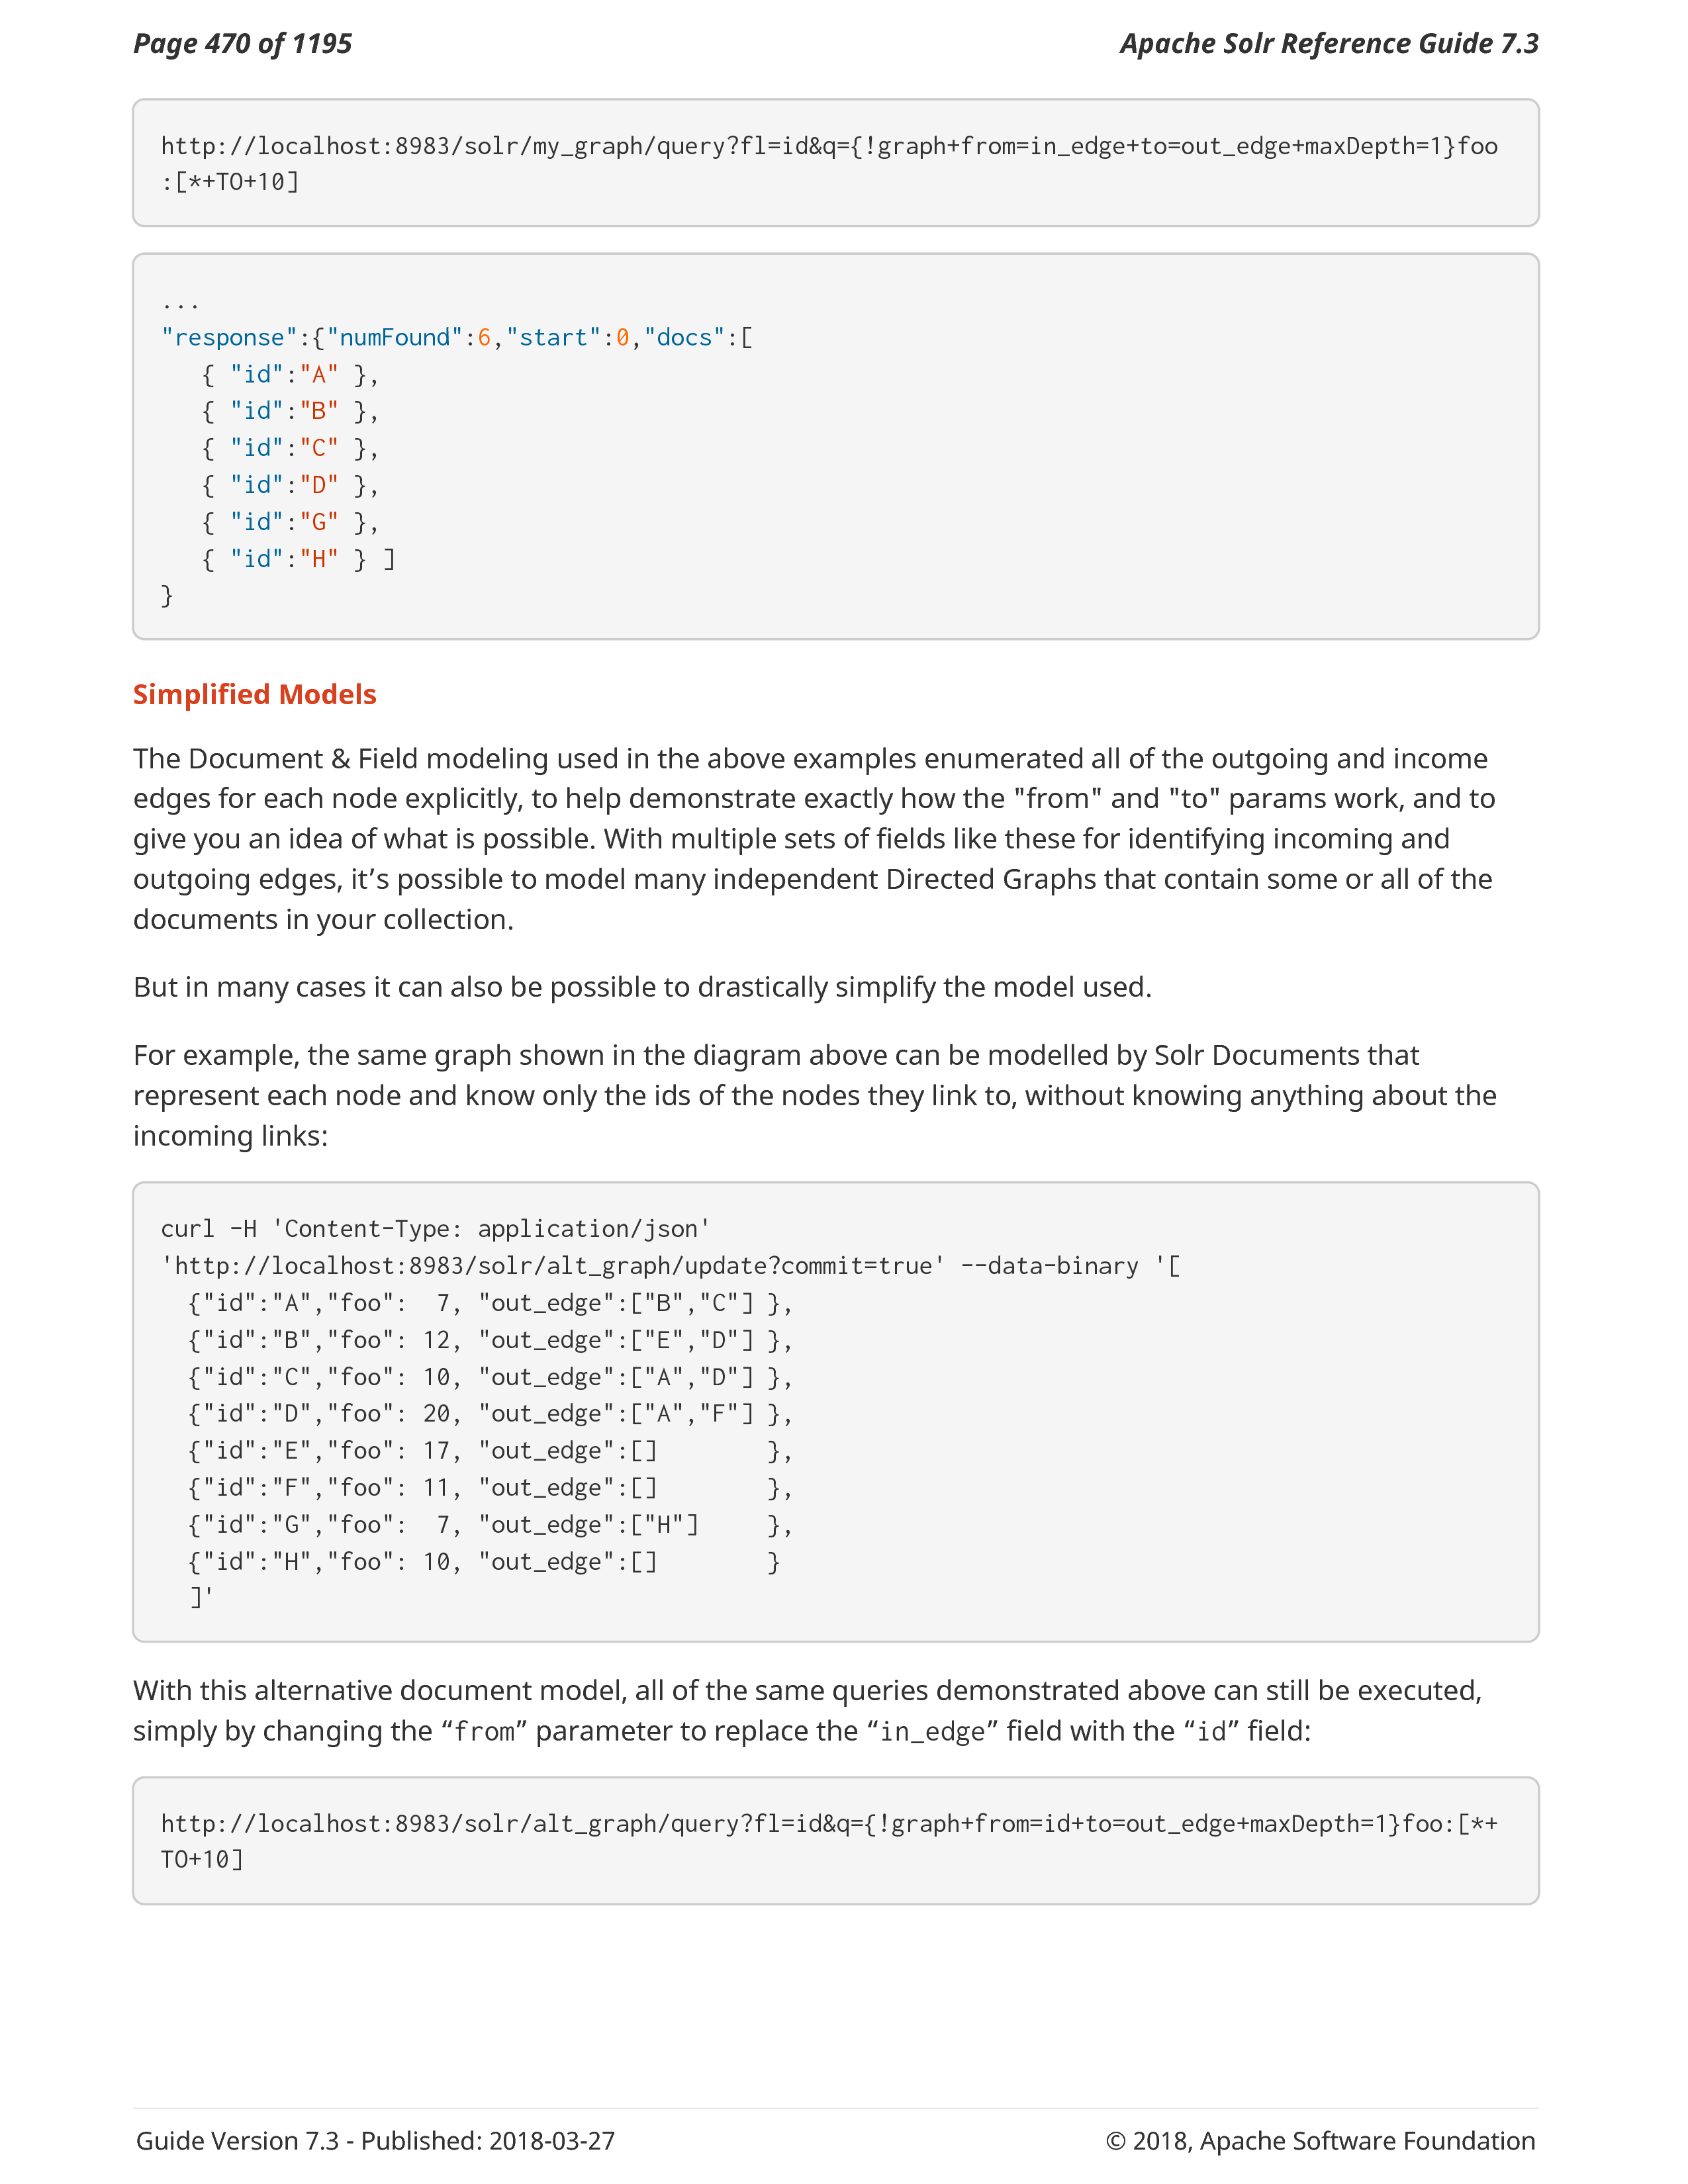 Page 470 of 1195
Apache Solr Reference Guide 7.3
http://localhost:8983/solr/my_graph/query?fl=id&q={!graph+from=in_edge+to=out_edge+maxDepth=1}foo
:[*+TO+10]
...
"response":{"numFound":6,"start":0,"docs":[
   { "id":"A" },
   { "id":"B" },
   { "id":"C" },
   { "id":"D" },
   { "id":"G" },
   { "id":"H" } ]
}
Simplified Models
The Document & Field modeling used in the above examples enumerated all of the outgoing and income
edges for each node explicitly, to help demonstrate exactly how the "from" and "to" params work, and to
give you an idea of what is possible. With multiple sets of fields like these for identifying incoming and
outgoing edges, it’s possible to model many independent Directed Graphs that contain some or all of the
documents in your collection.
But in many cases it can also be possible to drastically simplify the model used.
For example, the same graph shown in the diagram above can be modelled by Solr Documents that
represent each node and know only the ids of the nodes they link to, without knowing anything about the
incoming links:
curl -H 'Content-Type: application/json'
'http://localhost:8983/solr/alt_graph/update?commit=true' --data-binary '[
  {"id":"A","foo":  7, "out_edge":["B","C"] },
  {"id":"B","foo": 12, "out_edge":["E","D"] },
  {"id":"C","foo": 10, "out_edge":["A","D"] },
  {"id":"D","foo": 20, "out_edge":["A","F"] },
  {"id":"E","foo": 17, "out_edge":[]        },
  {"id":"F","foo": 11, "out_edge":[]        },
  {"id":"G","foo":  7, "out_edge":["H"]     },
  {"id":"H","foo": 10, "out_edge":[]        }
  ]'
With this alternative document model, all of the same queries demonstrated above can still be executed,
simply by changing the “from” parameter to replace the “in_edge” field with the “id” field:
http://localhost:8983/solr/alt_graph/query?fl=id&q={!graph+from=id+to=out_edge+maxDepth=1}foo:[*+
TO+10]
Guide Version 7.3 - Published: 2018-03-27
© 2018, Apache Software Foundation